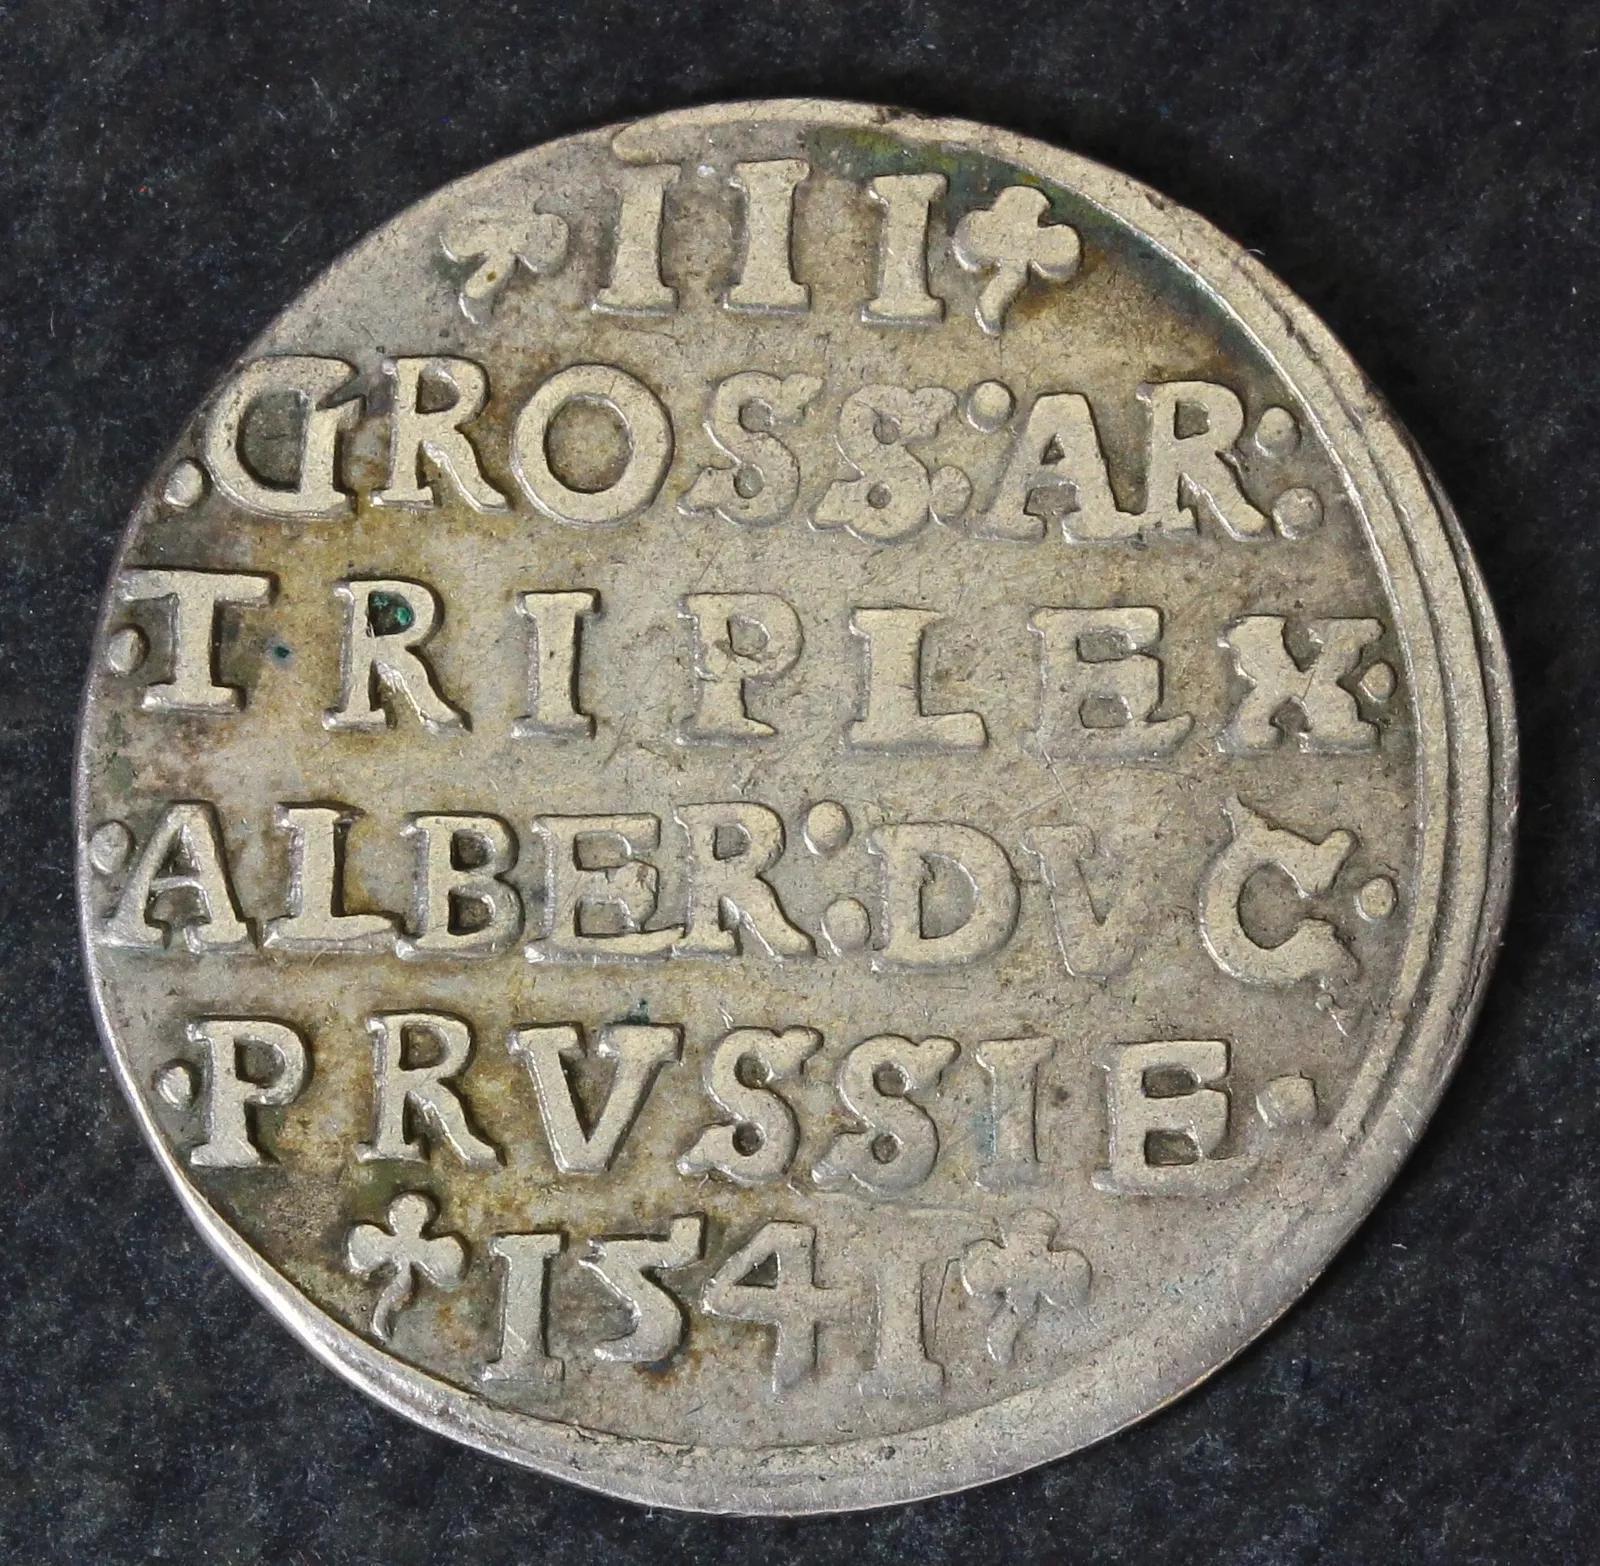 III
·GROSS:AR:
·TRIPLEX·
·ALBER:DVC·
·PRVSSIE·
1541